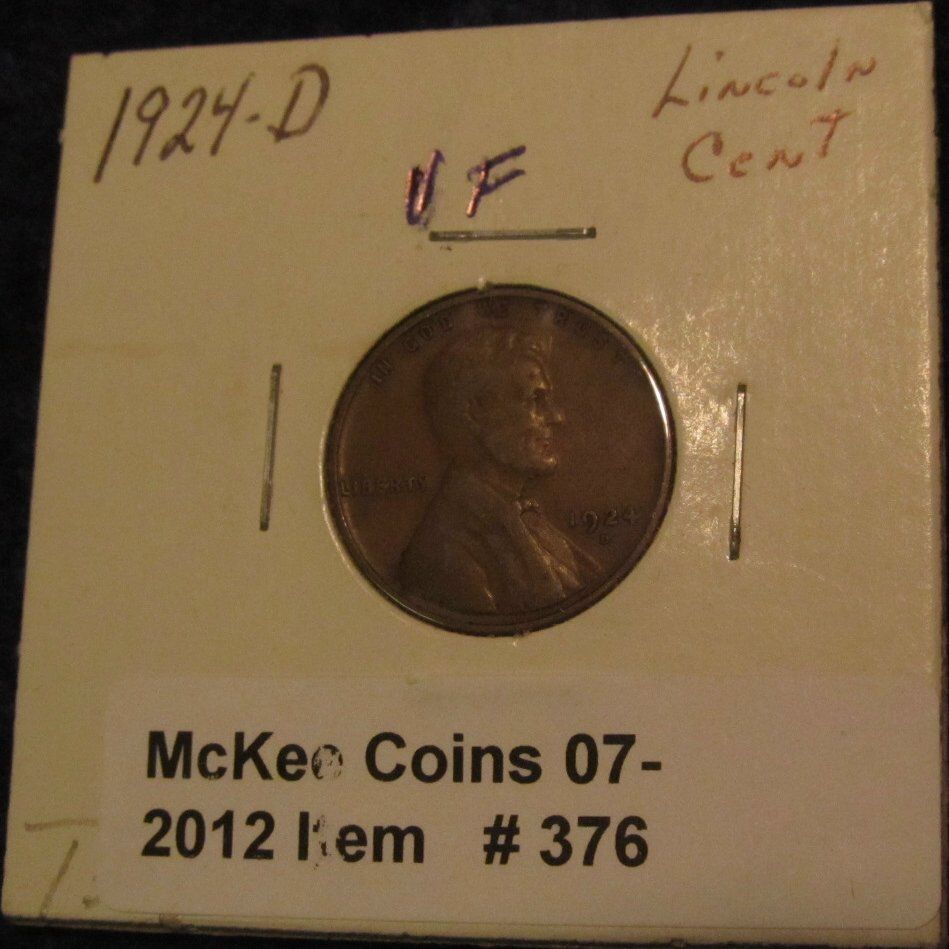 1924-D
Lincoln
Cent
VF
IN GOD WE TRUST
LIBERTY
1924
D
McKee Coins 07-
2012 Item # 376